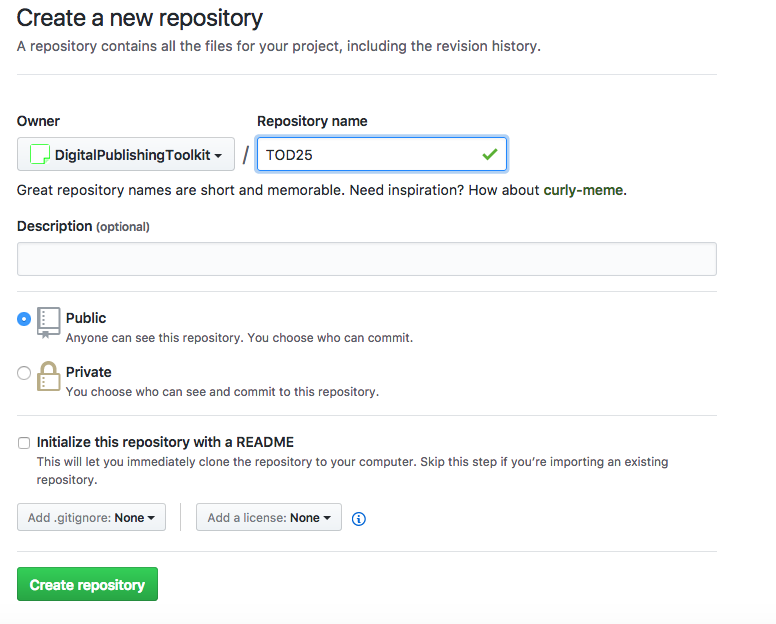 Create a new repository
A repository contains all the files for your project, including the revision history.
Owner
Repository name
DigitalPublishingToolkit
/
TOD25
Great repository names are short and memorable. Need inspiration? How about curly-meme.
Description (optional)
Public
Anyone can see this repository. You choose who can commit.
Private
You choose who can see and commit to this repository.
Initialize this repository with a README
This will let you immediately clone the repository to your computer. Skip this step if you’re importing an existing
repository.
Add .gitignore: None
Add a license: None
Create repository